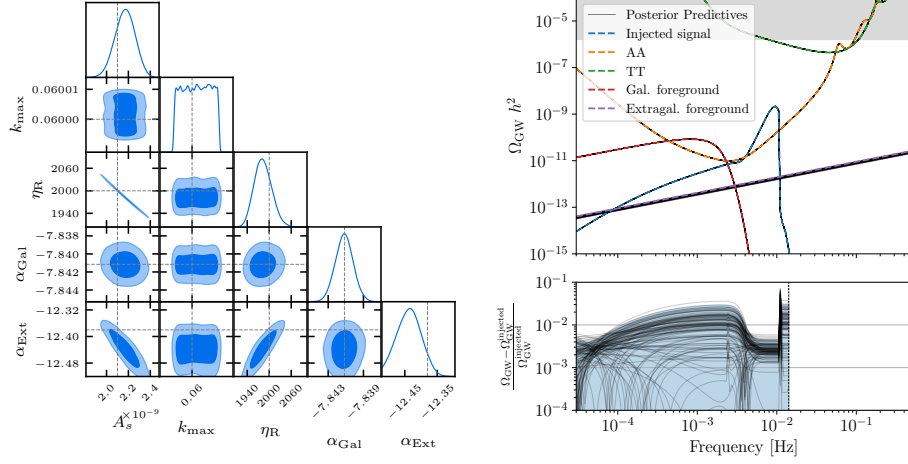 k_max
0.06001
0.06000
η_R
2060
2000
1940
α_Gal
−7.838
−7.840
−7.842
−7.844
α_Ext
−12.32
−12.40
−12.48
2.0 2.2 2.4
×10^−9
A_s
0.06
k_max
1940 2000 2060
η_R
−7.843 −7.839
α_Gal
−12.45 −12.35
α_Ext
10^−5
10^−7
10^−9
10^−11
10^−13
10^−15
Ω_GW h^2
Posterior Predictives
Injected signal
AA
TT
Gal. foreground
Extragal. foreground
10^−1
10^−2
10^−3
10^−4
Ω_GW−Ω_GW^injected
Ω_GW^injected
10^−4 10^−3 10^−2 10^−1
Frequency [Hz]